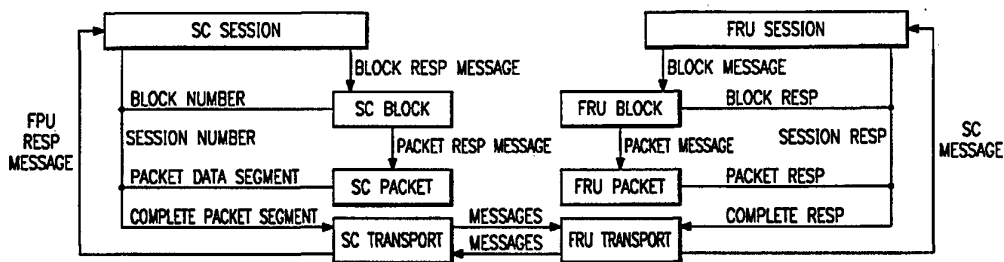 SC SESSION
FRU SESSION
BLOCK RESP MESSAGE
BLOCK MESSAGE
BLOCK NUMBER
SC BLOCK
FRU BLOCK
BLOCK RESP
FPU
RESP
MESSAGE
SESSION NUMBER
PACKET RESP MESSAGE
PACKET MESSAGE
SESSION RESP
SC
MESSAGE
PACKET DATA SEGMENT
SC PACKET
FRU PACKET
PACKET RESP
COMPLETE PACKET SEGMENT
MESSAGES
COMPLETE RESP
SC TRANSPORT
MESSAGES
FRU TRANSPORT